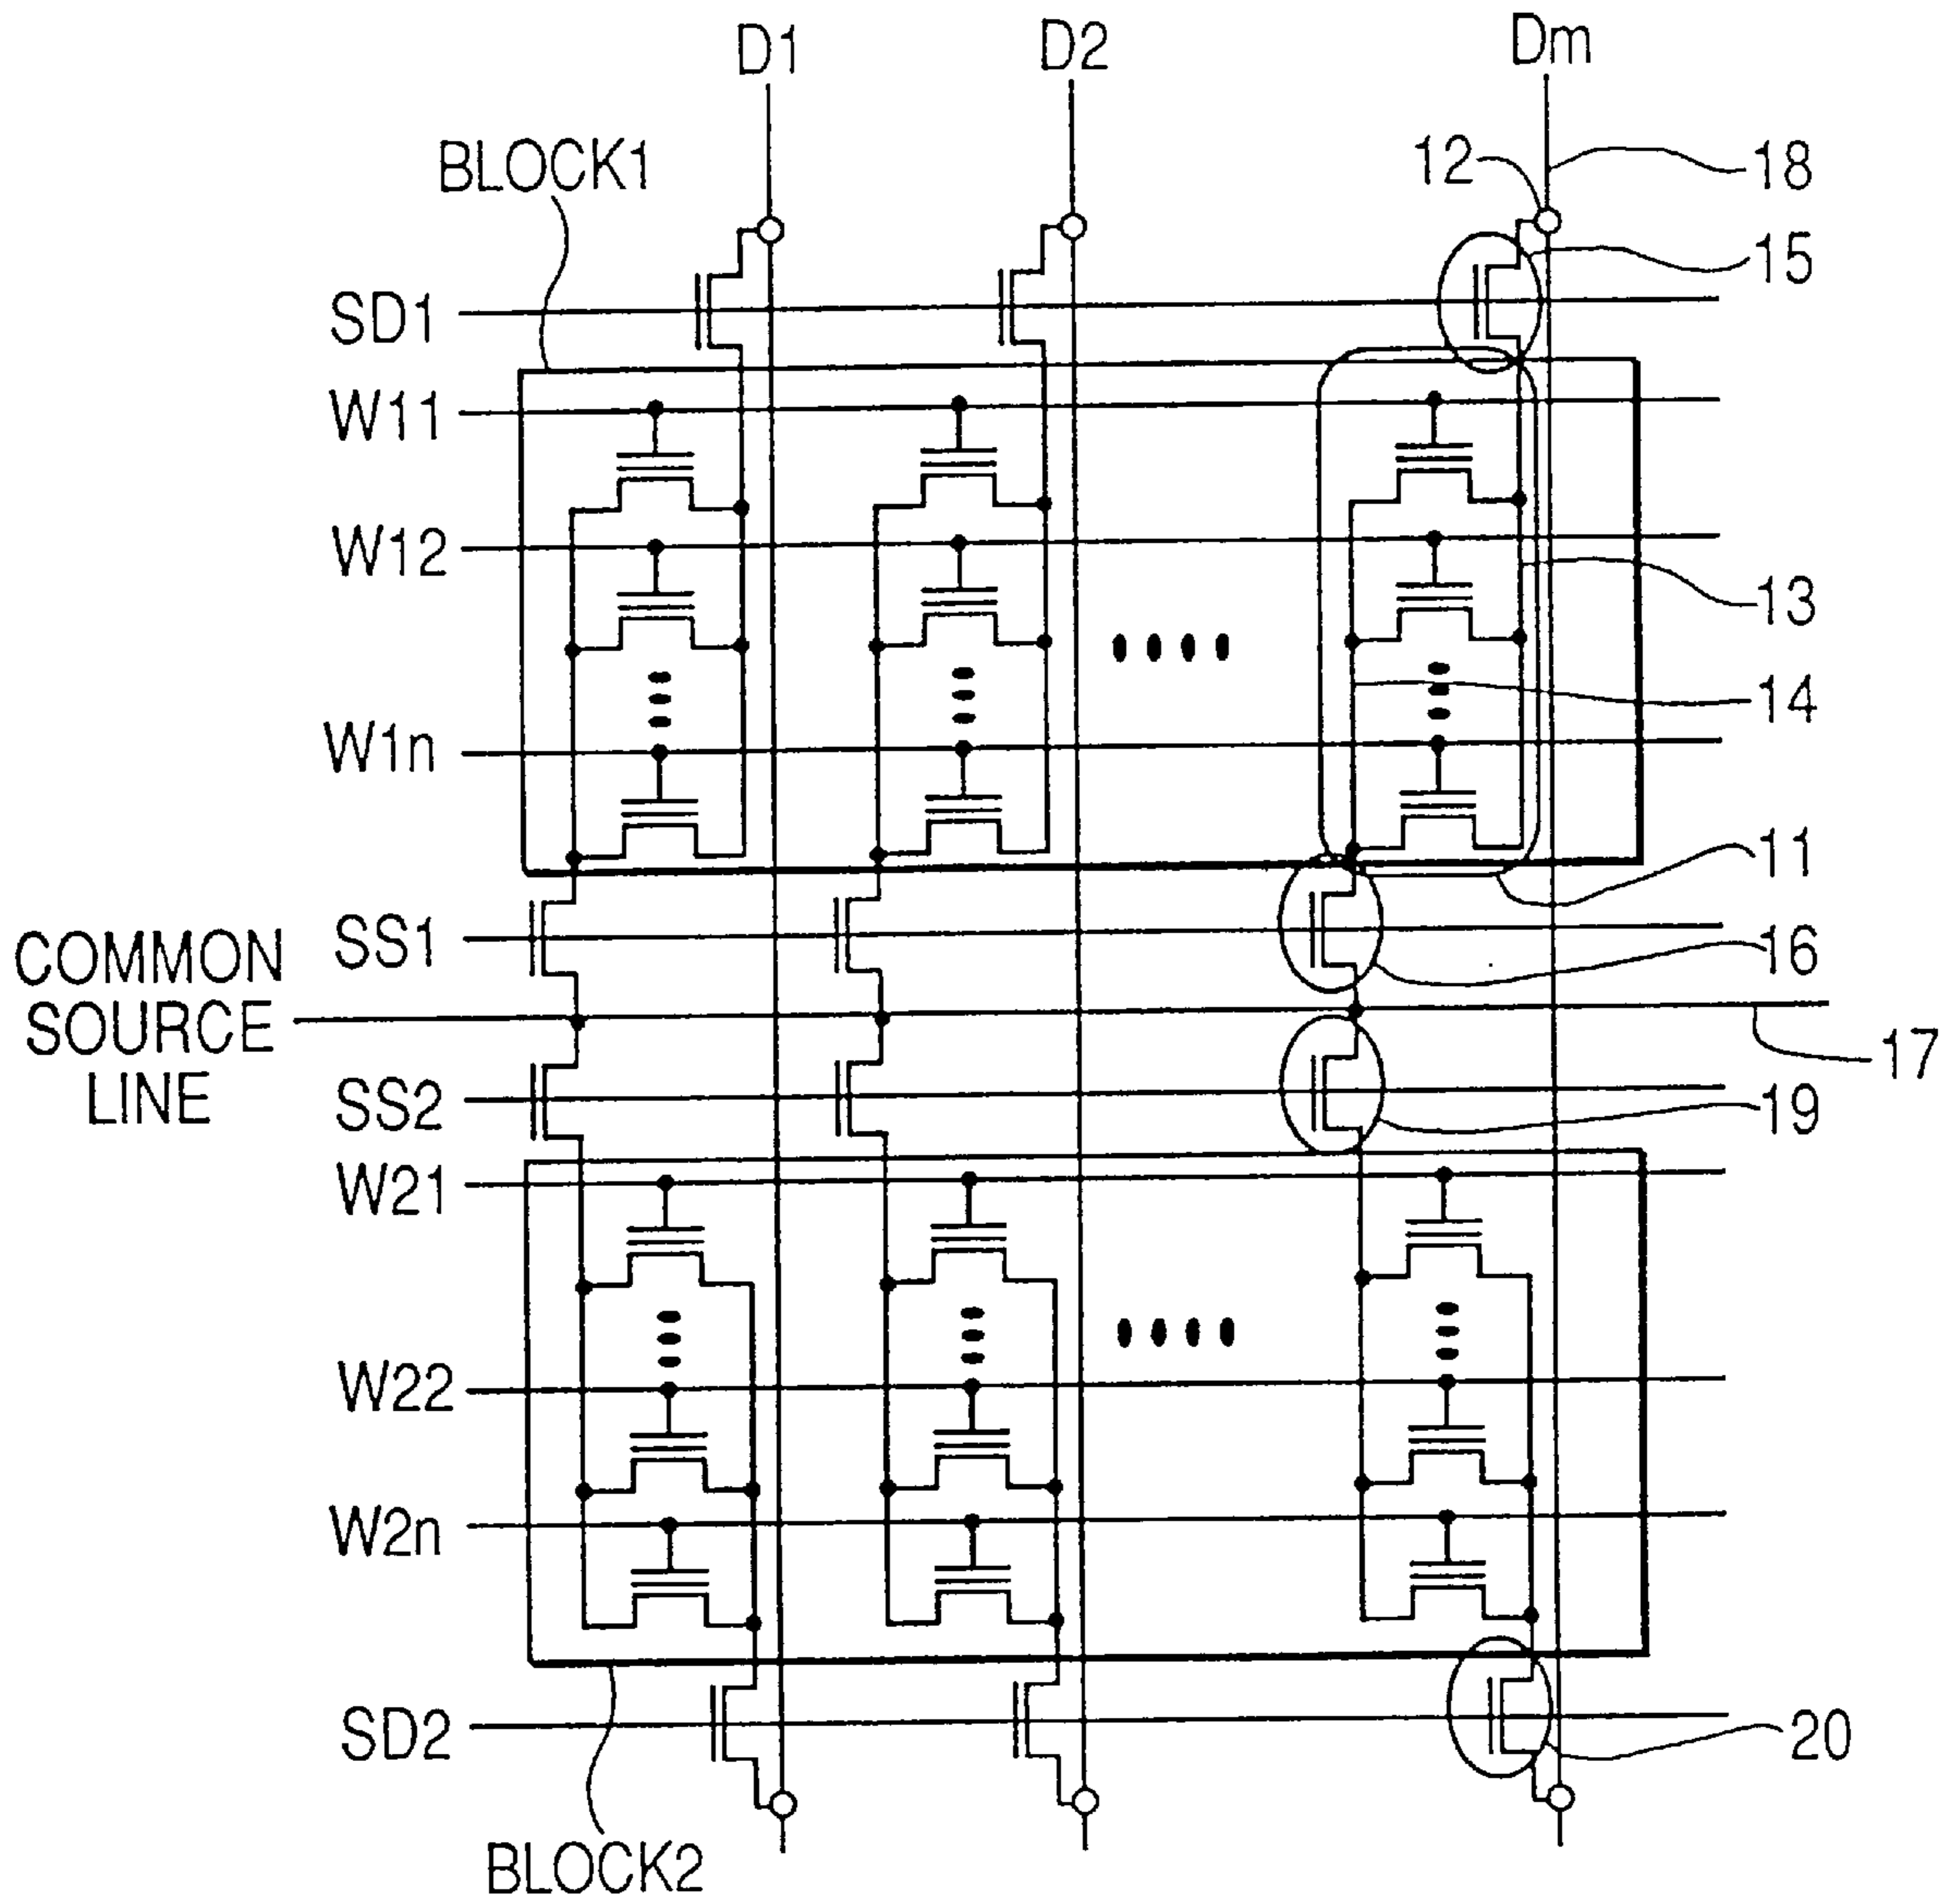 D1
D2
Dm
BLOCK1
12
18
15
SD1
W11
W12
13
14
W1n
11
SS1
16
COMMON
SOURCE
LINE
17
SS2
19
W21
W22
W2n
SD2
20
BLOCK2